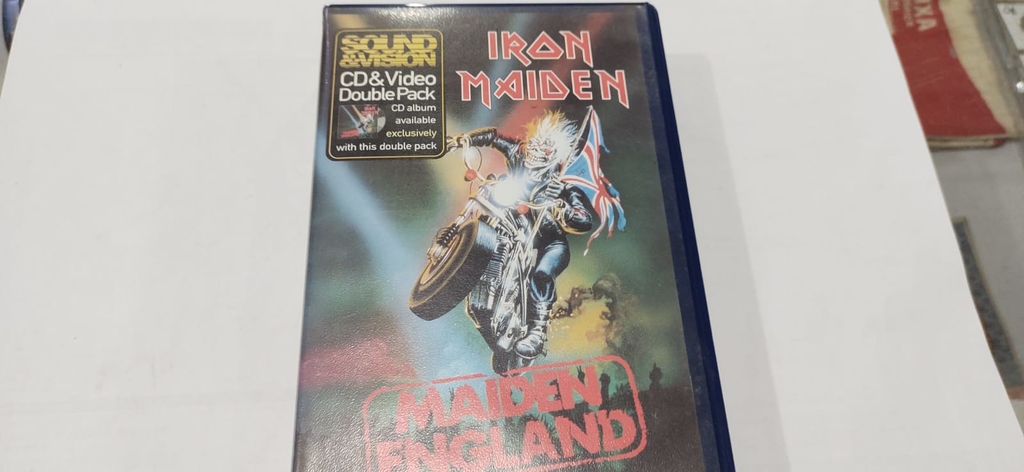 SOUND
&VISION
CD&Video
Double Pack
CD album
available
exclusively
with this double pack
IRON
MAIDEN
MAIDEN
ENGLAND